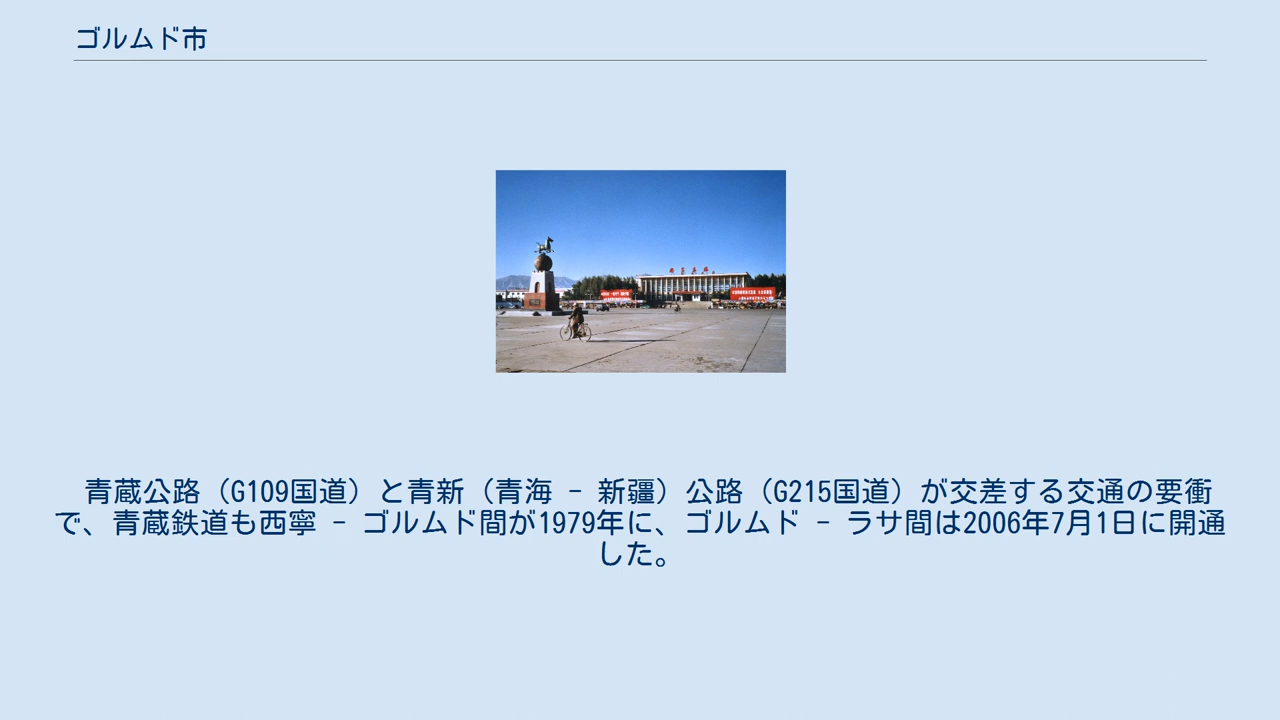 ゴルムド市
青蔵公路（G109国道）と青新（青海 － 新疆）公路（G215国道）が交差する交通の要衝
で、青蔵鉄道も西寧 － ゴルムド間が1979年に、ゴルムド － ラサ間は2006年7月1日に開通
した。